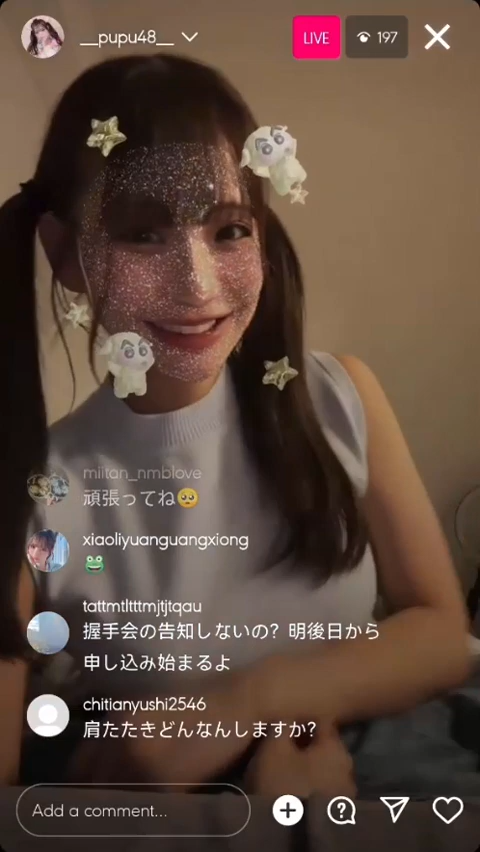 __pupu48__
LIVE
197
miitan_nmblove
頑張ってね🥺
xiaoliyuanguangxiong
🐸
tattmtltttmjtjtqau
握手会の告知しないの？明後日から
申し込み始まるよ
chitianyushi2546
肩たたきどんなんしますか？
Add a comment...